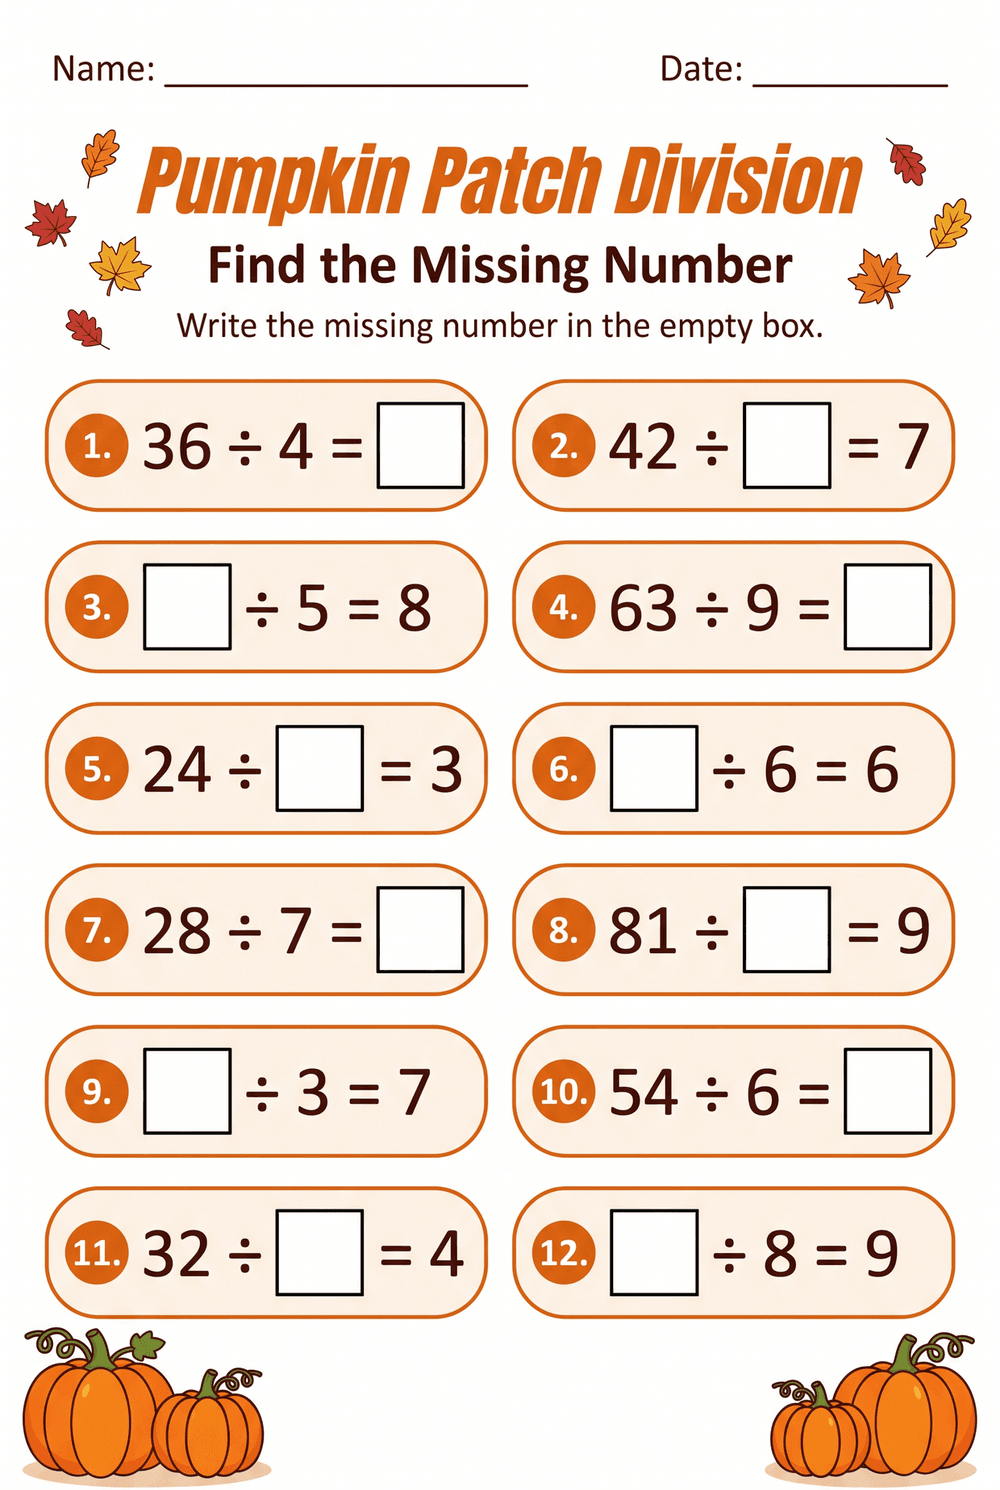 Name: ____________ Date: ____________
Pumpkin Patch Division
Find the Missing Number
Write the missing number in the empty box.
1. 36 ÷ 4 = □
2. 42 ÷ □ = 7
3. □ ÷ 5 = 8
4. 63 ÷ 9 = □
5. 24 ÷ □ = 3
6. □ ÷ 6 = 6
7. 28 ÷ 7 = □
8. 81 ÷ □ = 9
9. □ ÷ 3 = 7
10. 54 ÷ 6 = □
11. 32 ÷ □ = 4
12. □ ÷ 8 = 9